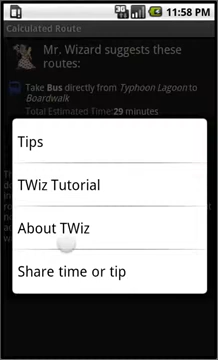 11:58 PM
Calculated Route
Mr. Wizard suggests these
routes:
Take Bus directly from Typhoon Lagoon to
Boardwalk
Total Estimated Time:29 minutes
Tips
TWiz Tutorial
About TWiz
Share time or tip